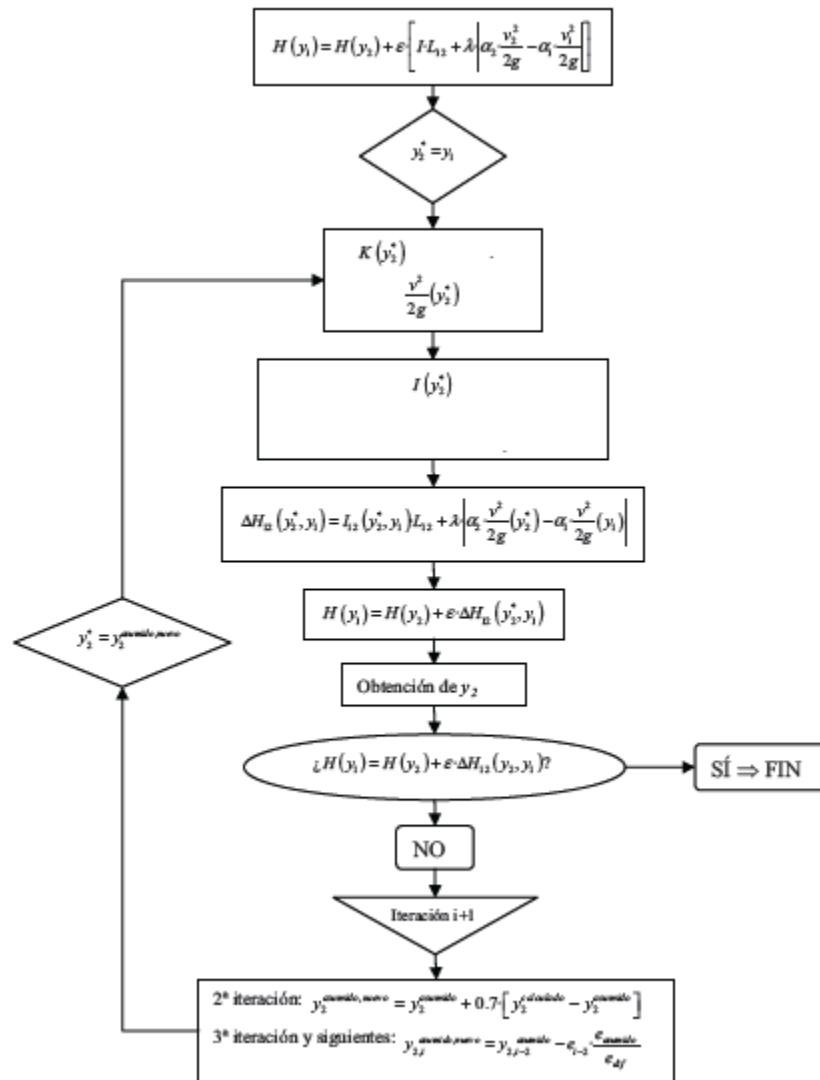 H(y₁) = H(y₂) + ε·[I·L₁₂ + λ·|α₂·v₂²/2g − α₁·v₁²/2g|]
y₂* = y₁
K(y₂*)
v²/2g (y₂*)
I(y₂*)
ΔH₁₂(y₂*, y₁) = I₁₂(y₂*, y₁)·L₁₂ + λ·|α₂·v²/2g (y₂*) − α₁·v²/2g (y₁)|
H(y₁) = H(y₂) + ε·ΔH₁₂(y₂*, y₁)
y₂* = y₂^asumido,nuevo
Obtención de y₂
¿H(y₁) = H(y₂) + ε·ΔH₁₂(y₂, y₁)?
SÍ ⇒ FIN
NO
Iteración i+1
2ª iteración: y₂^asumido,nuevo = y₂^asumido + 0.7·[y₂^calculado − y₂^asumido]
3ª iteración y siguientes: y₂,ᵢ^asumido,nuevo = y₂,ᵢ₋₂^asumido − eᵢ₋₂·e_asumido/e_dif